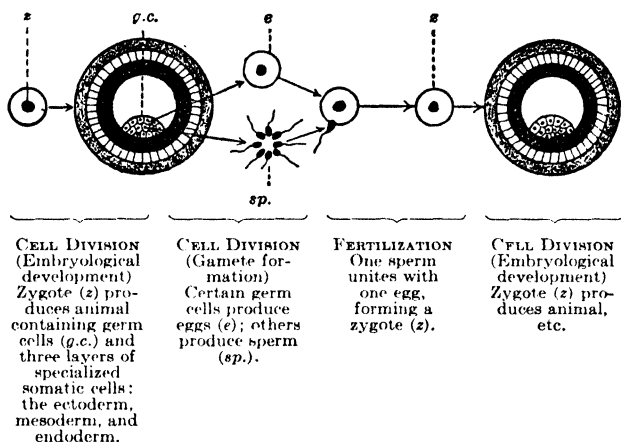 z
g.c.
e
z
sp.
CELL DIVISION
(Embryological
development)
Zygote (z) pro-
duces animal
containing germ
cells (g.c.) and
three layers of
specialized
somatic cells:
the ectoderm,
mesoderm, and
endoderm.
CELL DIVISION
(Gamete for-
mation)
Certain germ
cells produce
eggs (e); others
produce sperm
(sp.).
FERTILIZATION
One sperm
unites with
one egg,
forming a
zygote (z).
CELL DIVISION
(Embryological
development)
Zygote (z) pro-
duces animal,
etc.